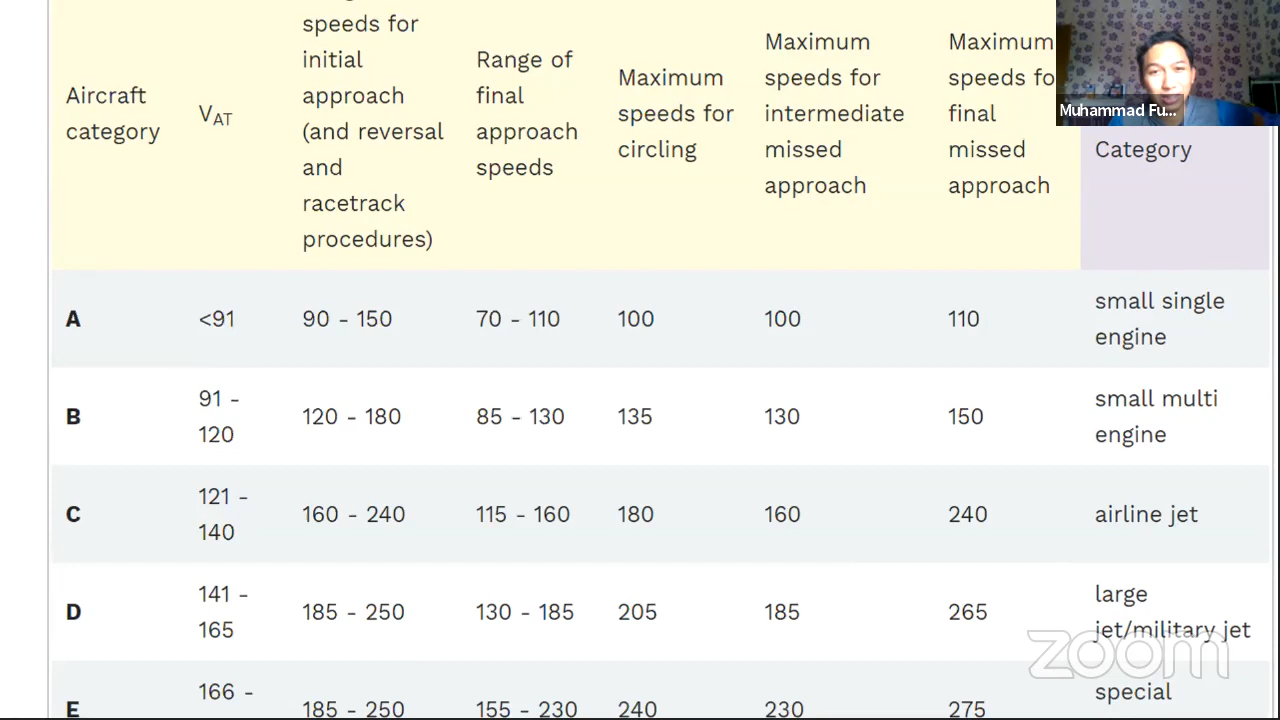 speeds for
initial
approach
(and reversal
and
racetrack
procedures)
Aircraft
category
V_AT
Range of
final
approach
speeds
Maximum
speeds for
circling
Maximum
speeds for
intermediate
missed
approach
Maximum
speeds fo
final
missed
approach
Category
Muhammad Fu...
A <91 90 - 150 70 - 110 100 100 110 small single
engine
B 91 -
120 120 - 180 85 - 130 135 130 150 small multi
engine
C 121 -
140 160 - 240 115 - 160 180 160 240 airline jet
D 141 -
165 185 - 250 130 - 185 205 185 265 large
jet/military jet
E 166 -
185 - 250 155 - 230 240 230 275 special
zoom